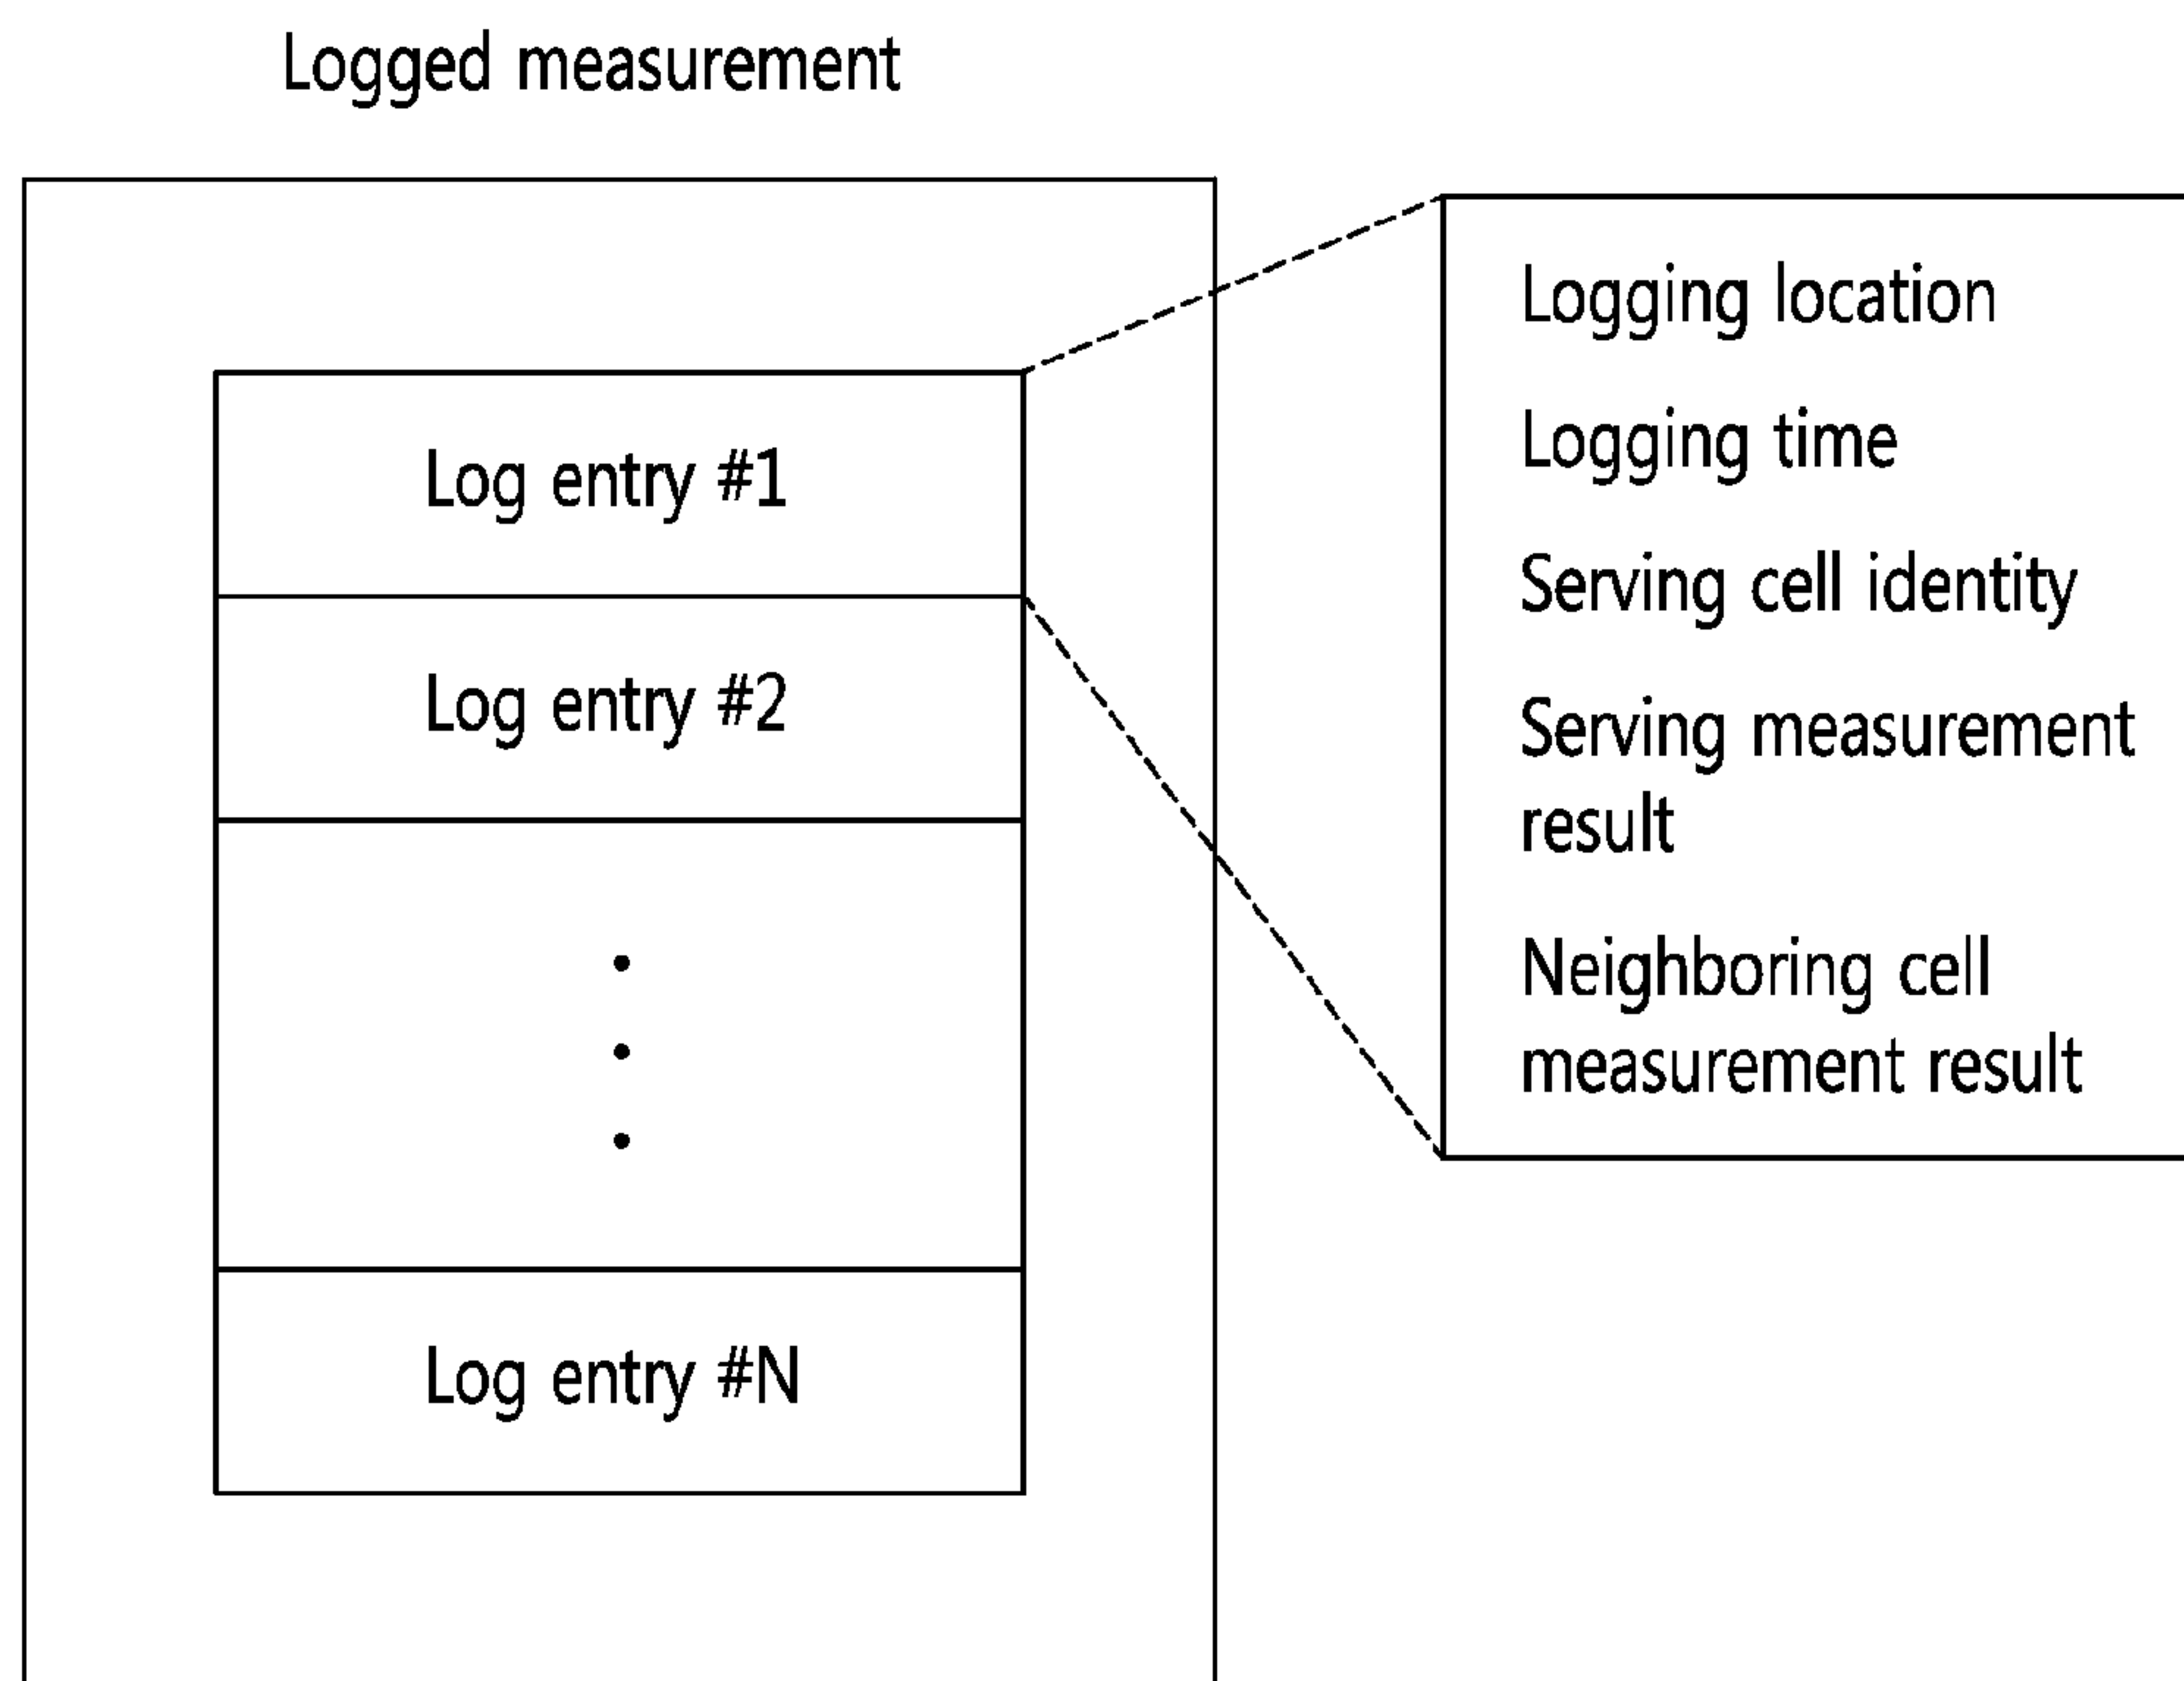 Logged measurement
Log entry #1
Log entry #2
Log entry #N
Logging location
Logging time
Serving cell identity
Serving measurement
result
Neighboring cell
measurement result